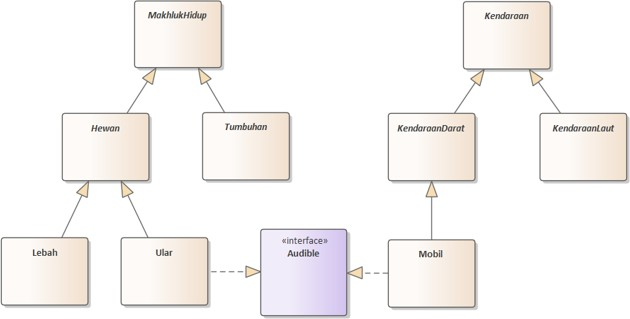 MakhlukHidup
Kendaraan
Hewan
Tumbuhan
KendaraanDarat
KendaraanLaut
Lebah
Ular
«interface»
Audible
Mobil